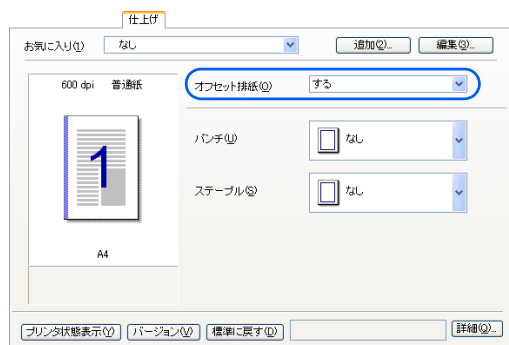 仕上げ
お気に入り(1) なし 追加(2)... 編集(3)...
600 dpi 普通紙
オフセット排紙(O) する
1
パンチ(U) なし
ステープル(S) なし
A4
プリンタ状態表示(Y) バージョン(V) 標準に戻す(D) 詳細(Q)...